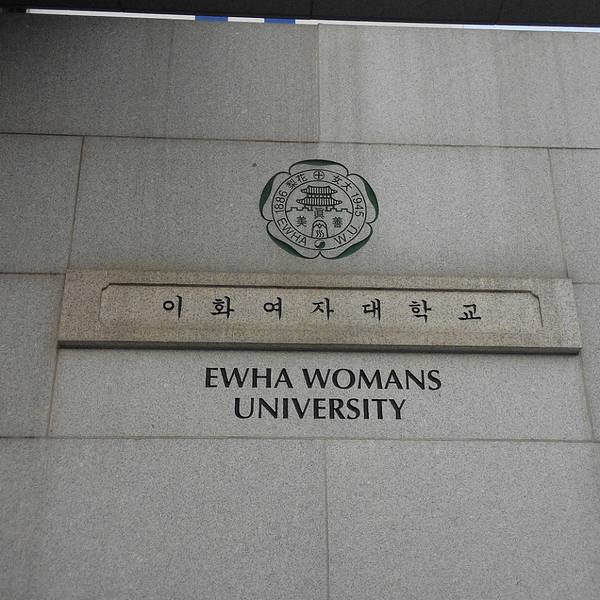 1886 梨花 女大 1945
美 眞 善
EWHA W.U
이화여자대학교
EWHA WOMANS
UNIVERSITY